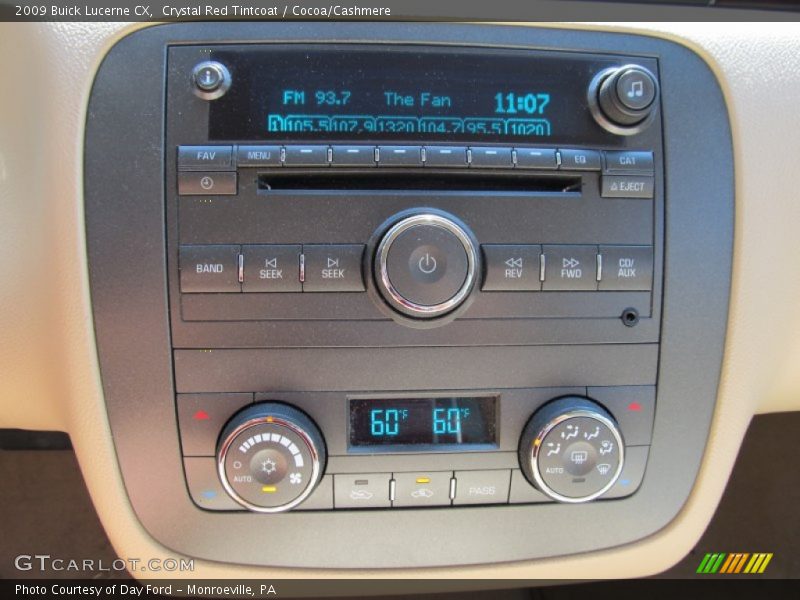 2009 Buick Lucerne CX,  Crystal Red Tintcoat / Cocoa/Cashmere
FM 93.7 The Fan 11:07
1 105.5 107.9 1320 104.7 95.5 1020
FAV MENU EQ CAT
EJECT
BAND SEEK SEEK REV FWD CD/AUX
60°F 60°F
AUTO AUTO
PASS
GTCARLOT.COM
Photo Courtesy of Day Ford – Monroeville, PA